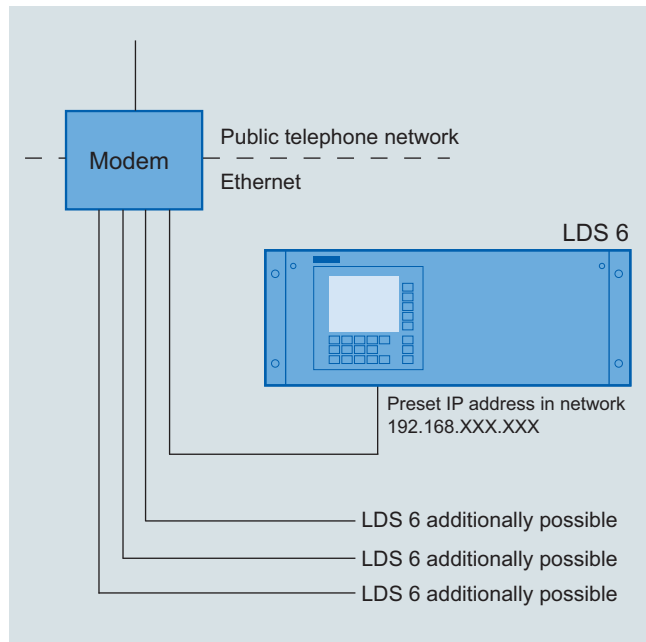 Public telephone network
Modem
Ethernet
LDS 6
Preset IP address in network
192.168.XXX.XXX
LDS 6 additionally possible
LDS 6 additionally possible
LDS 6 additionally possible